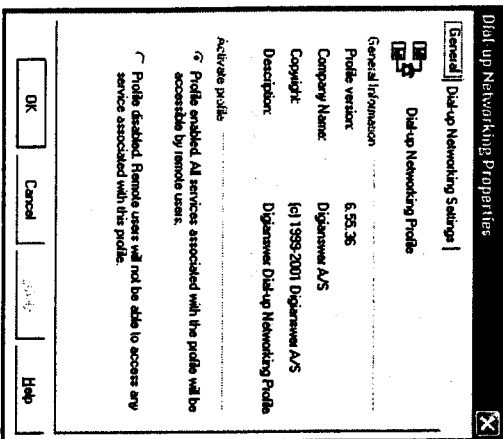 Dial-up Networking Properties
General | Dial-up Networking Settings |
Dial-up Networking Profile
General Information
Profile version: 6.55.36
Company Name: Digianswer A/S
Copyright: (c) 1999-2001 Digianswer A/S
Description: Digianswer Dial-up Networking Profile
Activate profile
Profile enabled. All services associated with the profile will be
accessible by remote users.
Profile disabled. Remote users will not be able to access any
service associated with this profile.
OK Cancel Help